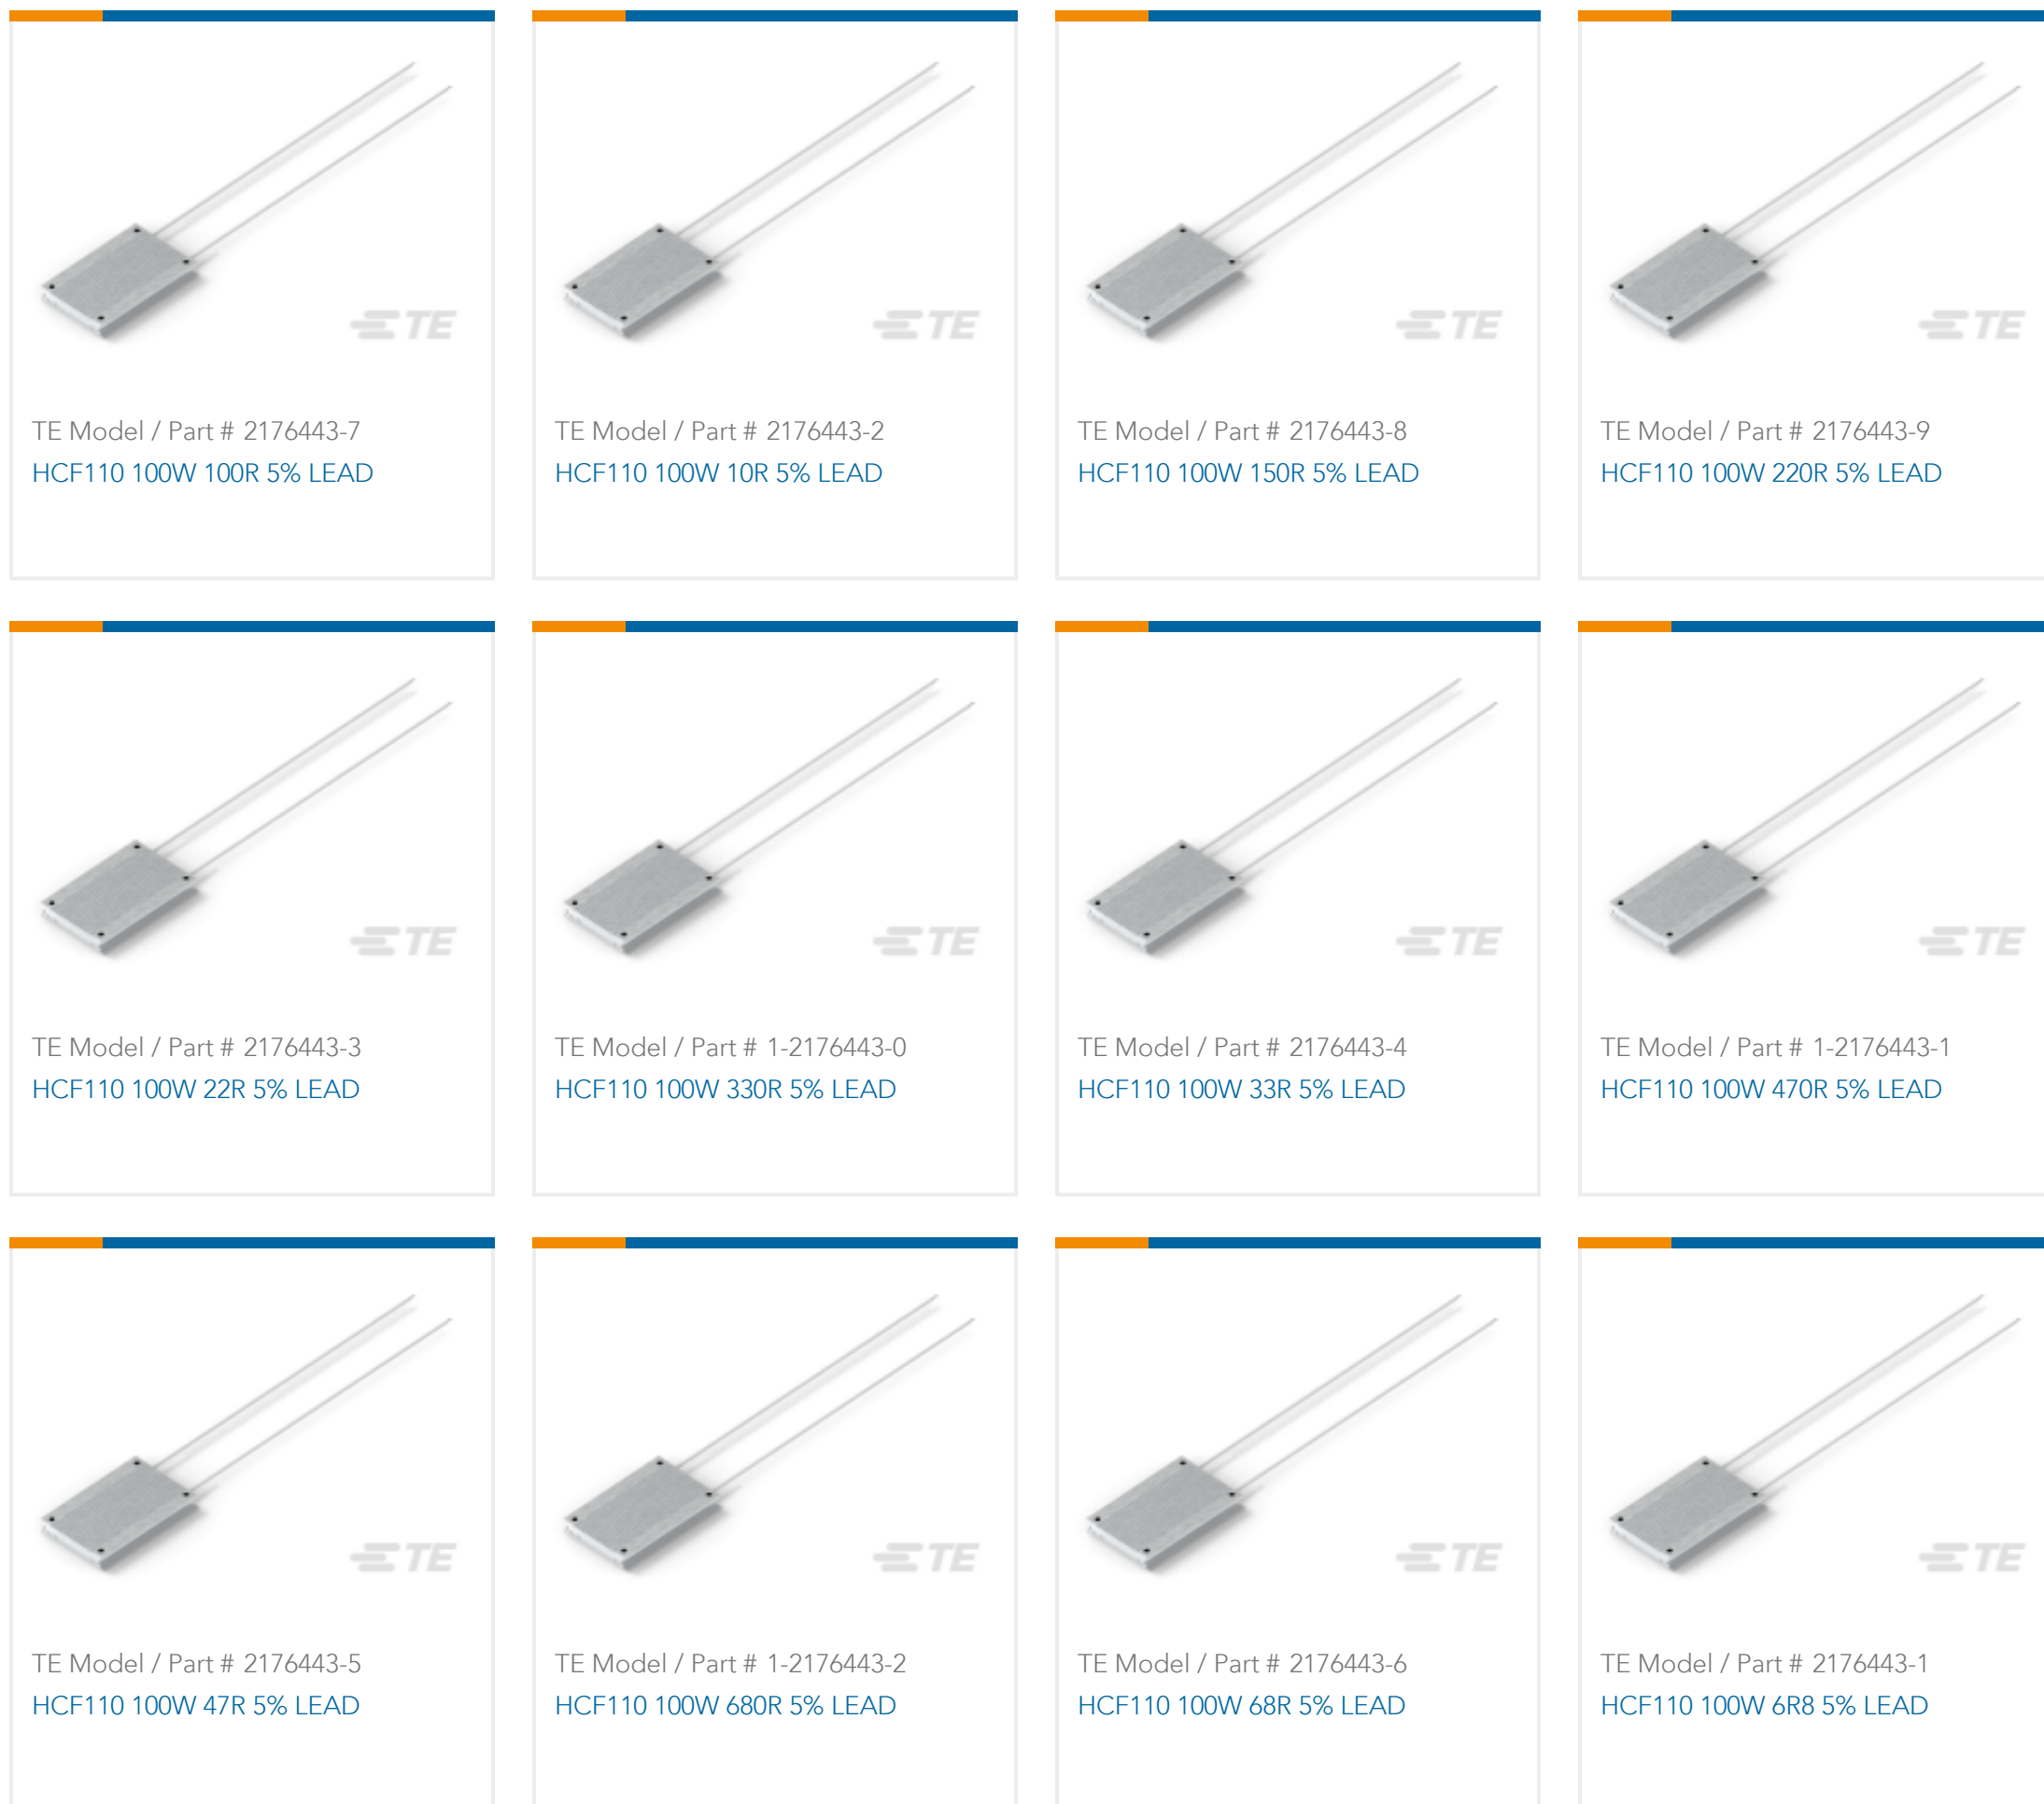 TE
TE Model / Part # 2176443-7
HCF110 100W 100R 5% LEAD
TE
TE Model / Part # 2176443-2
HCF110 100W 10R 5% LEAD
TE
TE Model / Part # 2176443-8
HCF110 100W 150R 5% LEAD
TE
TE Model / Part # 2176443-9
HCF110 100W 220R 5% LEAD
TE
TE Model / Part # 2176443-3
HCF110 100W 22R 5% LEAD
TE
TE Model / Part # 1-2176443-0
HCF110 100W 330R 5% LEAD
TE
TE Model / Part # 2176443-4
HCF110 100W 33R 5% LEAD
TE
TE Model / Part # 1-2176443-1
HCF110 100W 470R 5% LEAD
TE
TE Model / Part # 2176443-5
HCF110 100W 47R 5% LEAD
TE
TE Model / Part # 1-2176443-2
HCF110 100W 680R 5% LEAD
TE
TE Model / Part # 2176443-6
HCF110 100W 68R 5% LEAD
TE
TE Model / Part # 2176443-1
HCF110 100W 6R8 5% LEAD